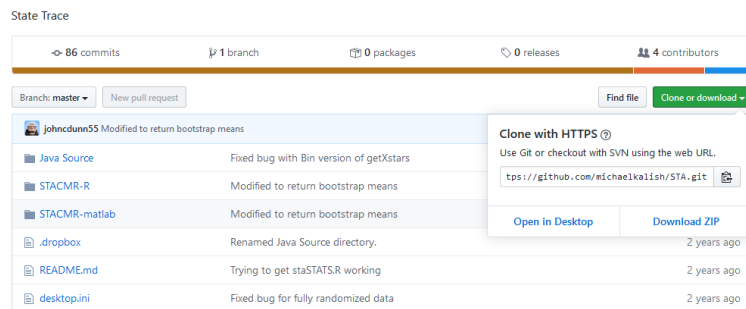 State Trace
86 commits 1 branch 0 packages 0 releases 4 contributors
Branch: master New pull request Find file Clone or download
johncdunn55 Modified to return bootstrap means
Clone with HTTPS
Use Git or checkout with SVN using the web URL.
tps://github.com/michaelkalish/STA.git
Open in Desktop Download ZIP
Java Source Fixed bug with Bin version of getXstars
STACMR-R Modified to return bootstrap means
STACMR-matlab Modified to return bootstrap means
.dropbox Renamed Java Source directory. 2 years ago
README.md Trying to get staSTATS.R working 2 years ago
desktop.ini Fixed bug for fully randomized data 2 years ago